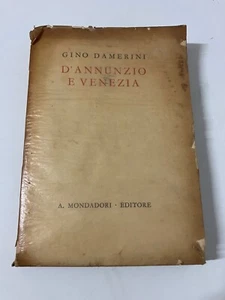 GINO DAMERINI
D'ANNUNZIO
E VENEZIA
A. MONDADORI - EDITORE